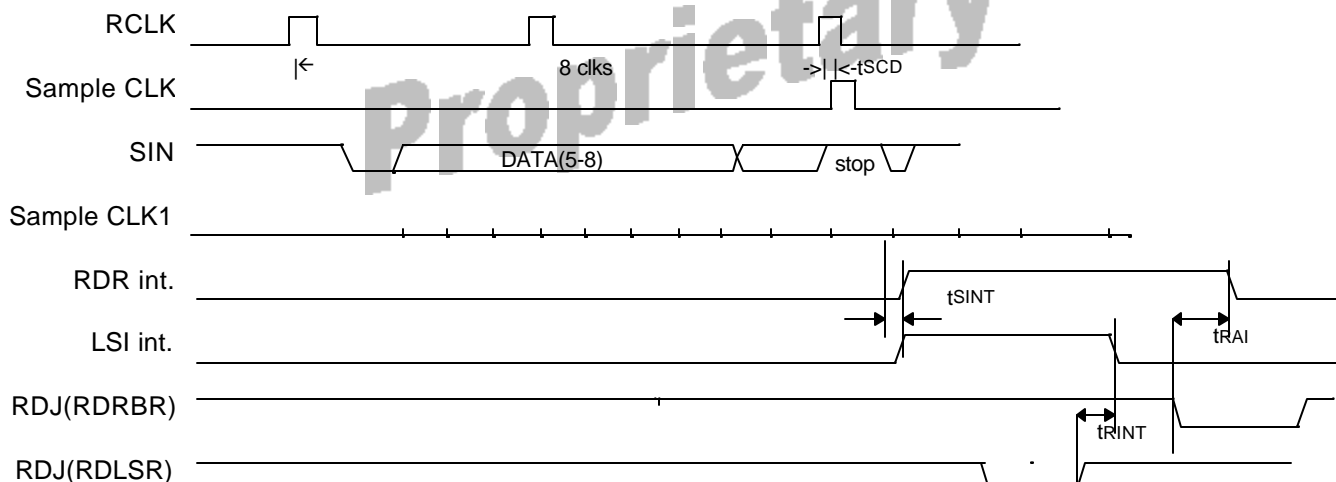 RCLK
|← 8 clks ->| |<-tSCD
Sample CLK
SIN
DATA(5-8) stop
Sample CLK1
RDR int.
tSINT
LSI int.
tRAI
RDJ(RDRBR)
tRINT
RDJ(RDLSR)
Proprietary